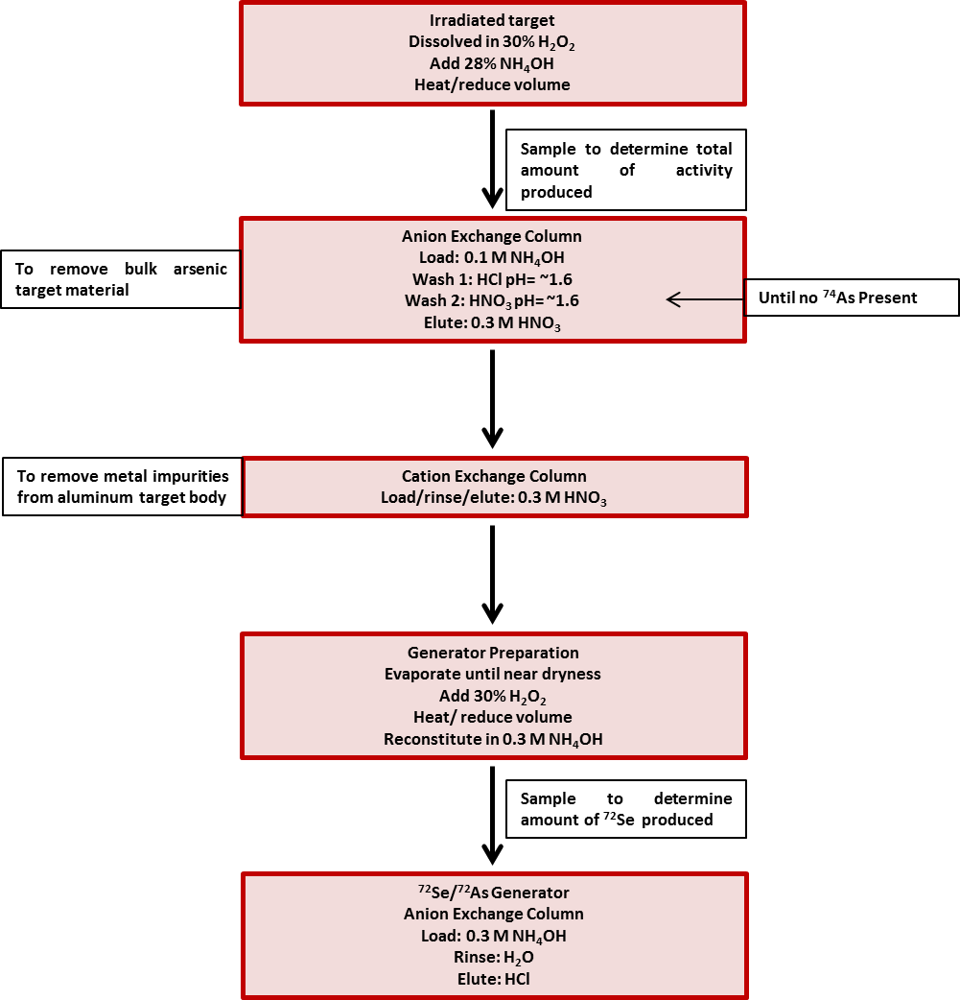 Irradiated target
Dissolved in 30% H₂O₂
Add 28% NH₄OH
Heat/reduce volume
Sample to determine total
amount of activity
produced
Anion Exchange Column
Load: 0.1 M NH₄OH
Wash 1: HCl pH= ~1.6
Wash 2: HNO₃ pH= ~1.6
Elute: 0.3 M HNO₃
To remove bulk arsenic
target material
Until no ⁷⁴As Present
Cation Exchange Column
Load/rinse/elute: 0.3 M HNO₃
To remove metal impurities
from aluminum target body
Generator Preparation
Evaporate until near dryness
Add 30% H₂O₂
Heat/ reduce volume
Reconstitute in 0.3 M NH₄OH
Sample to determine
amount of ⁷²Se produced
⁷²Se/⁷²As Generator
Anion Exchange Column
Load: 0.3 M NH₄OH
Rinse: H₂O
Elute: HCl